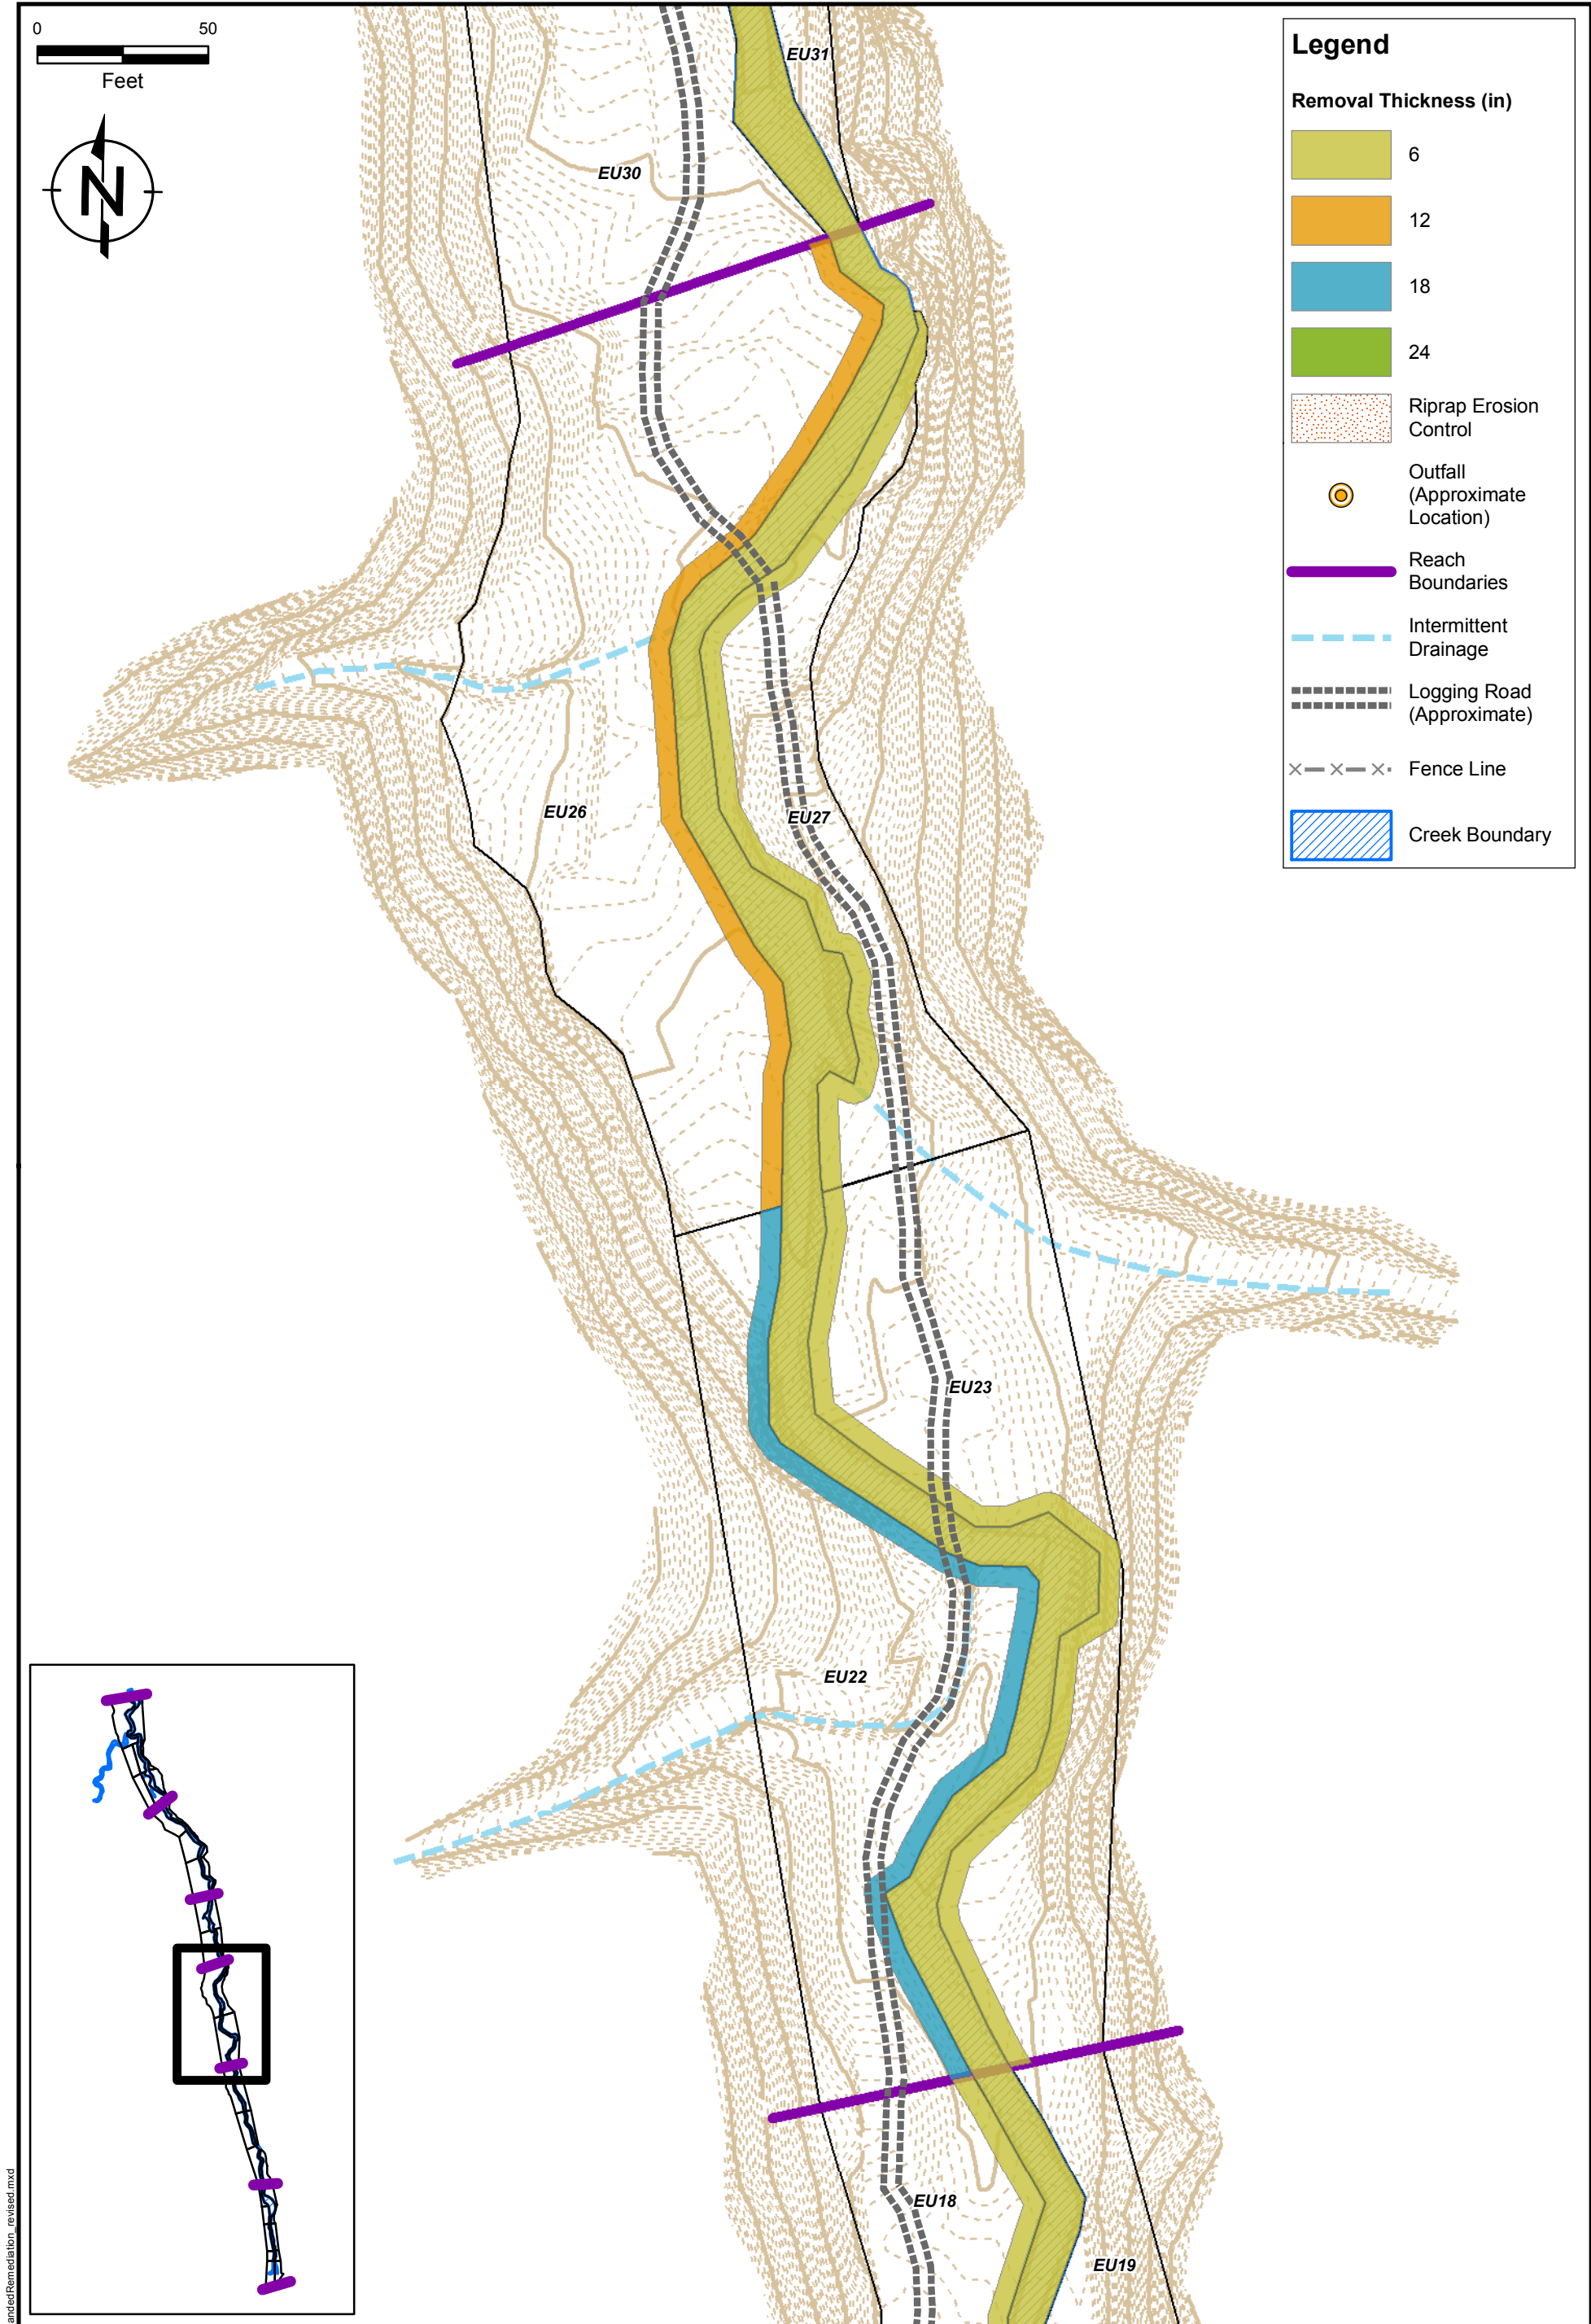 0 50
Feet
N
EU31
EU30
EU26
EU27
EU23
EU22
EU18
EU19
Legend
Removal Thickness (in)
6
12
18
24
Riprap Erosion
Control
Outfall
(Approximate
Location)
Reach
Boundaries
Intermittent
Drainage
Logging Road
(Approximate)
Fence Line
Creek Boundary
andedRemediation_revised.mxd